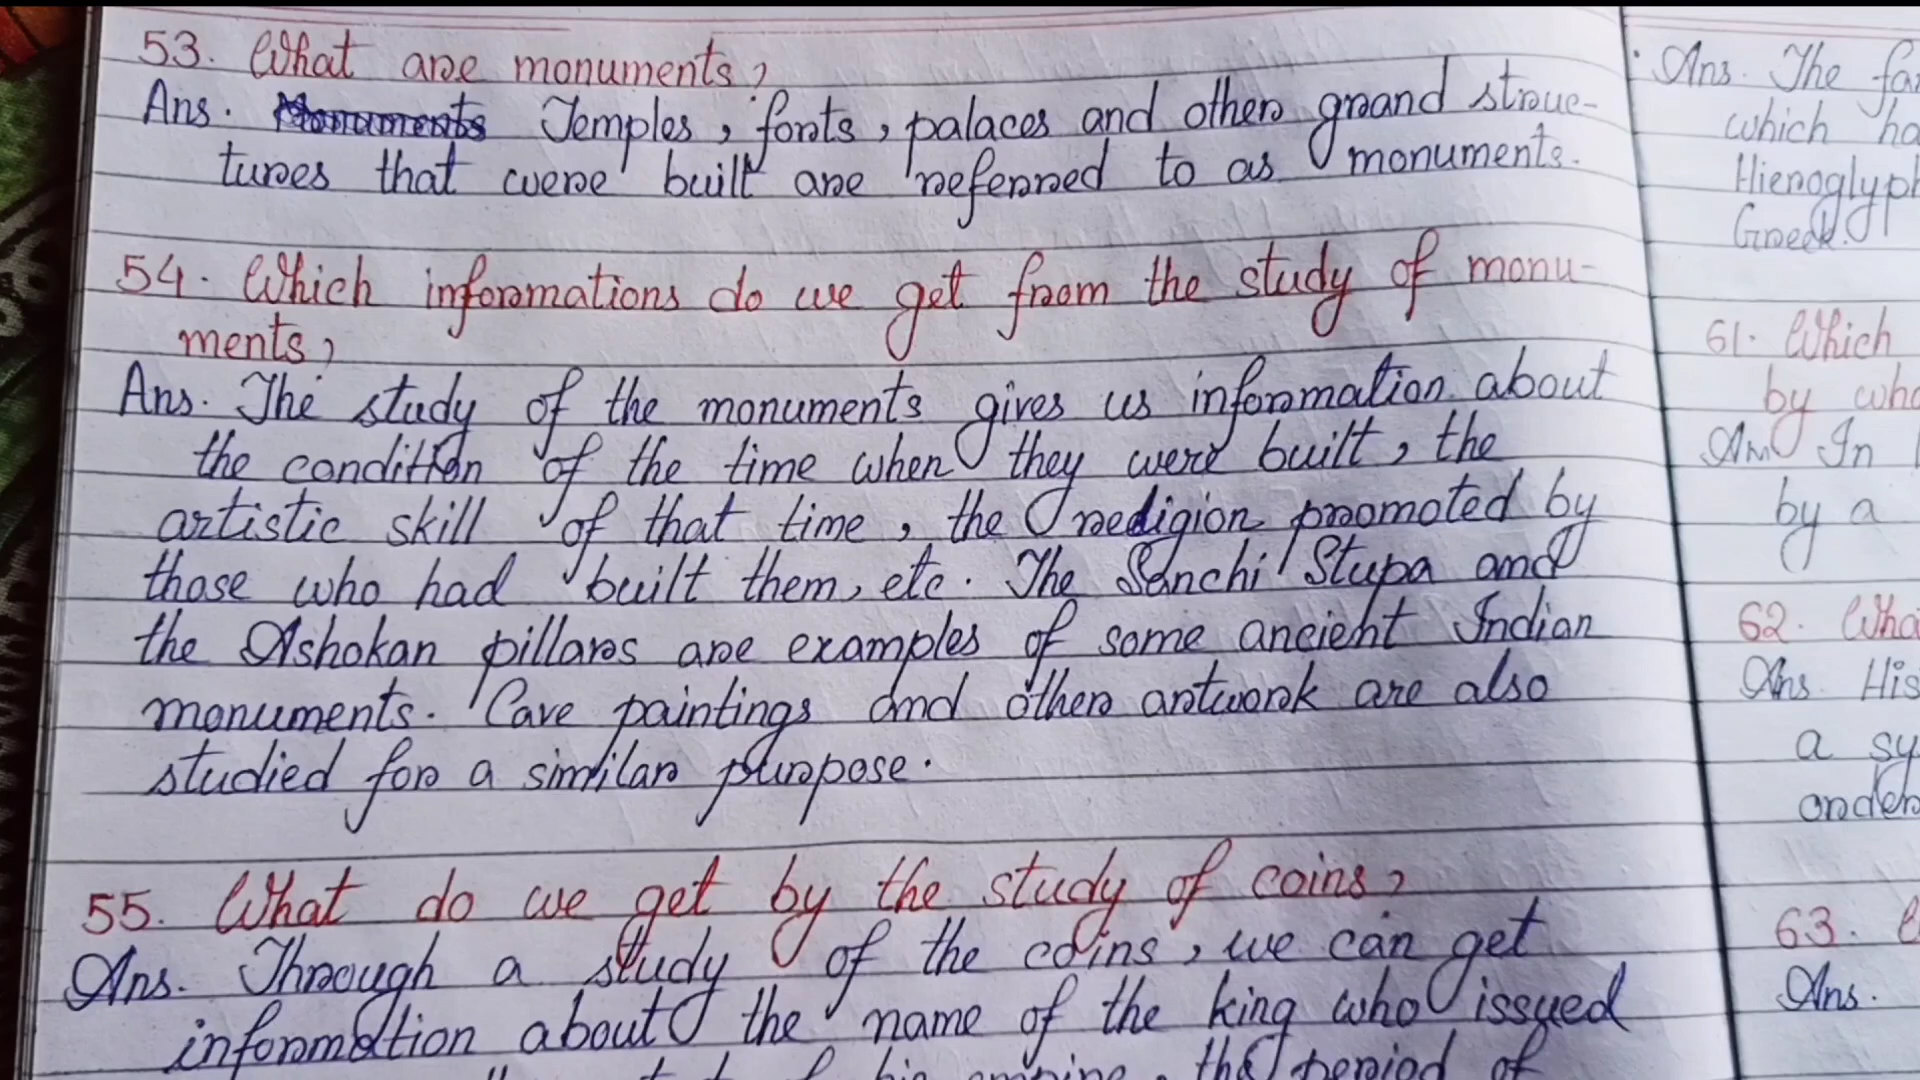 53. What are monuments?
Ans. Monuments Temples, forts, palaces and other grand struc-
tures that were built are referred to as monuments.
54. Which informations do we get from the study of monu-
ments?
Ans. The study of the monuments gives us information about
the condition of the time when they were built, the
artistic skill of that time, the religion promoted by
those who had built them, etc. The Sanchi Stupa and
the Ashokan pillars are examples of some ancient Indian
monuments. Cave paintings and other artwork are also
studied for a similar purpose.
55. What do we get by the study of coins?
Ans. Through a study of the coins, we can get
information about the name of the king who issued
the period of
Ans. The
which
Hieroglyph
Greek.
61. Which
by
Ans In
by a
62.
Ans. His
a sy
order
63.
Ans.